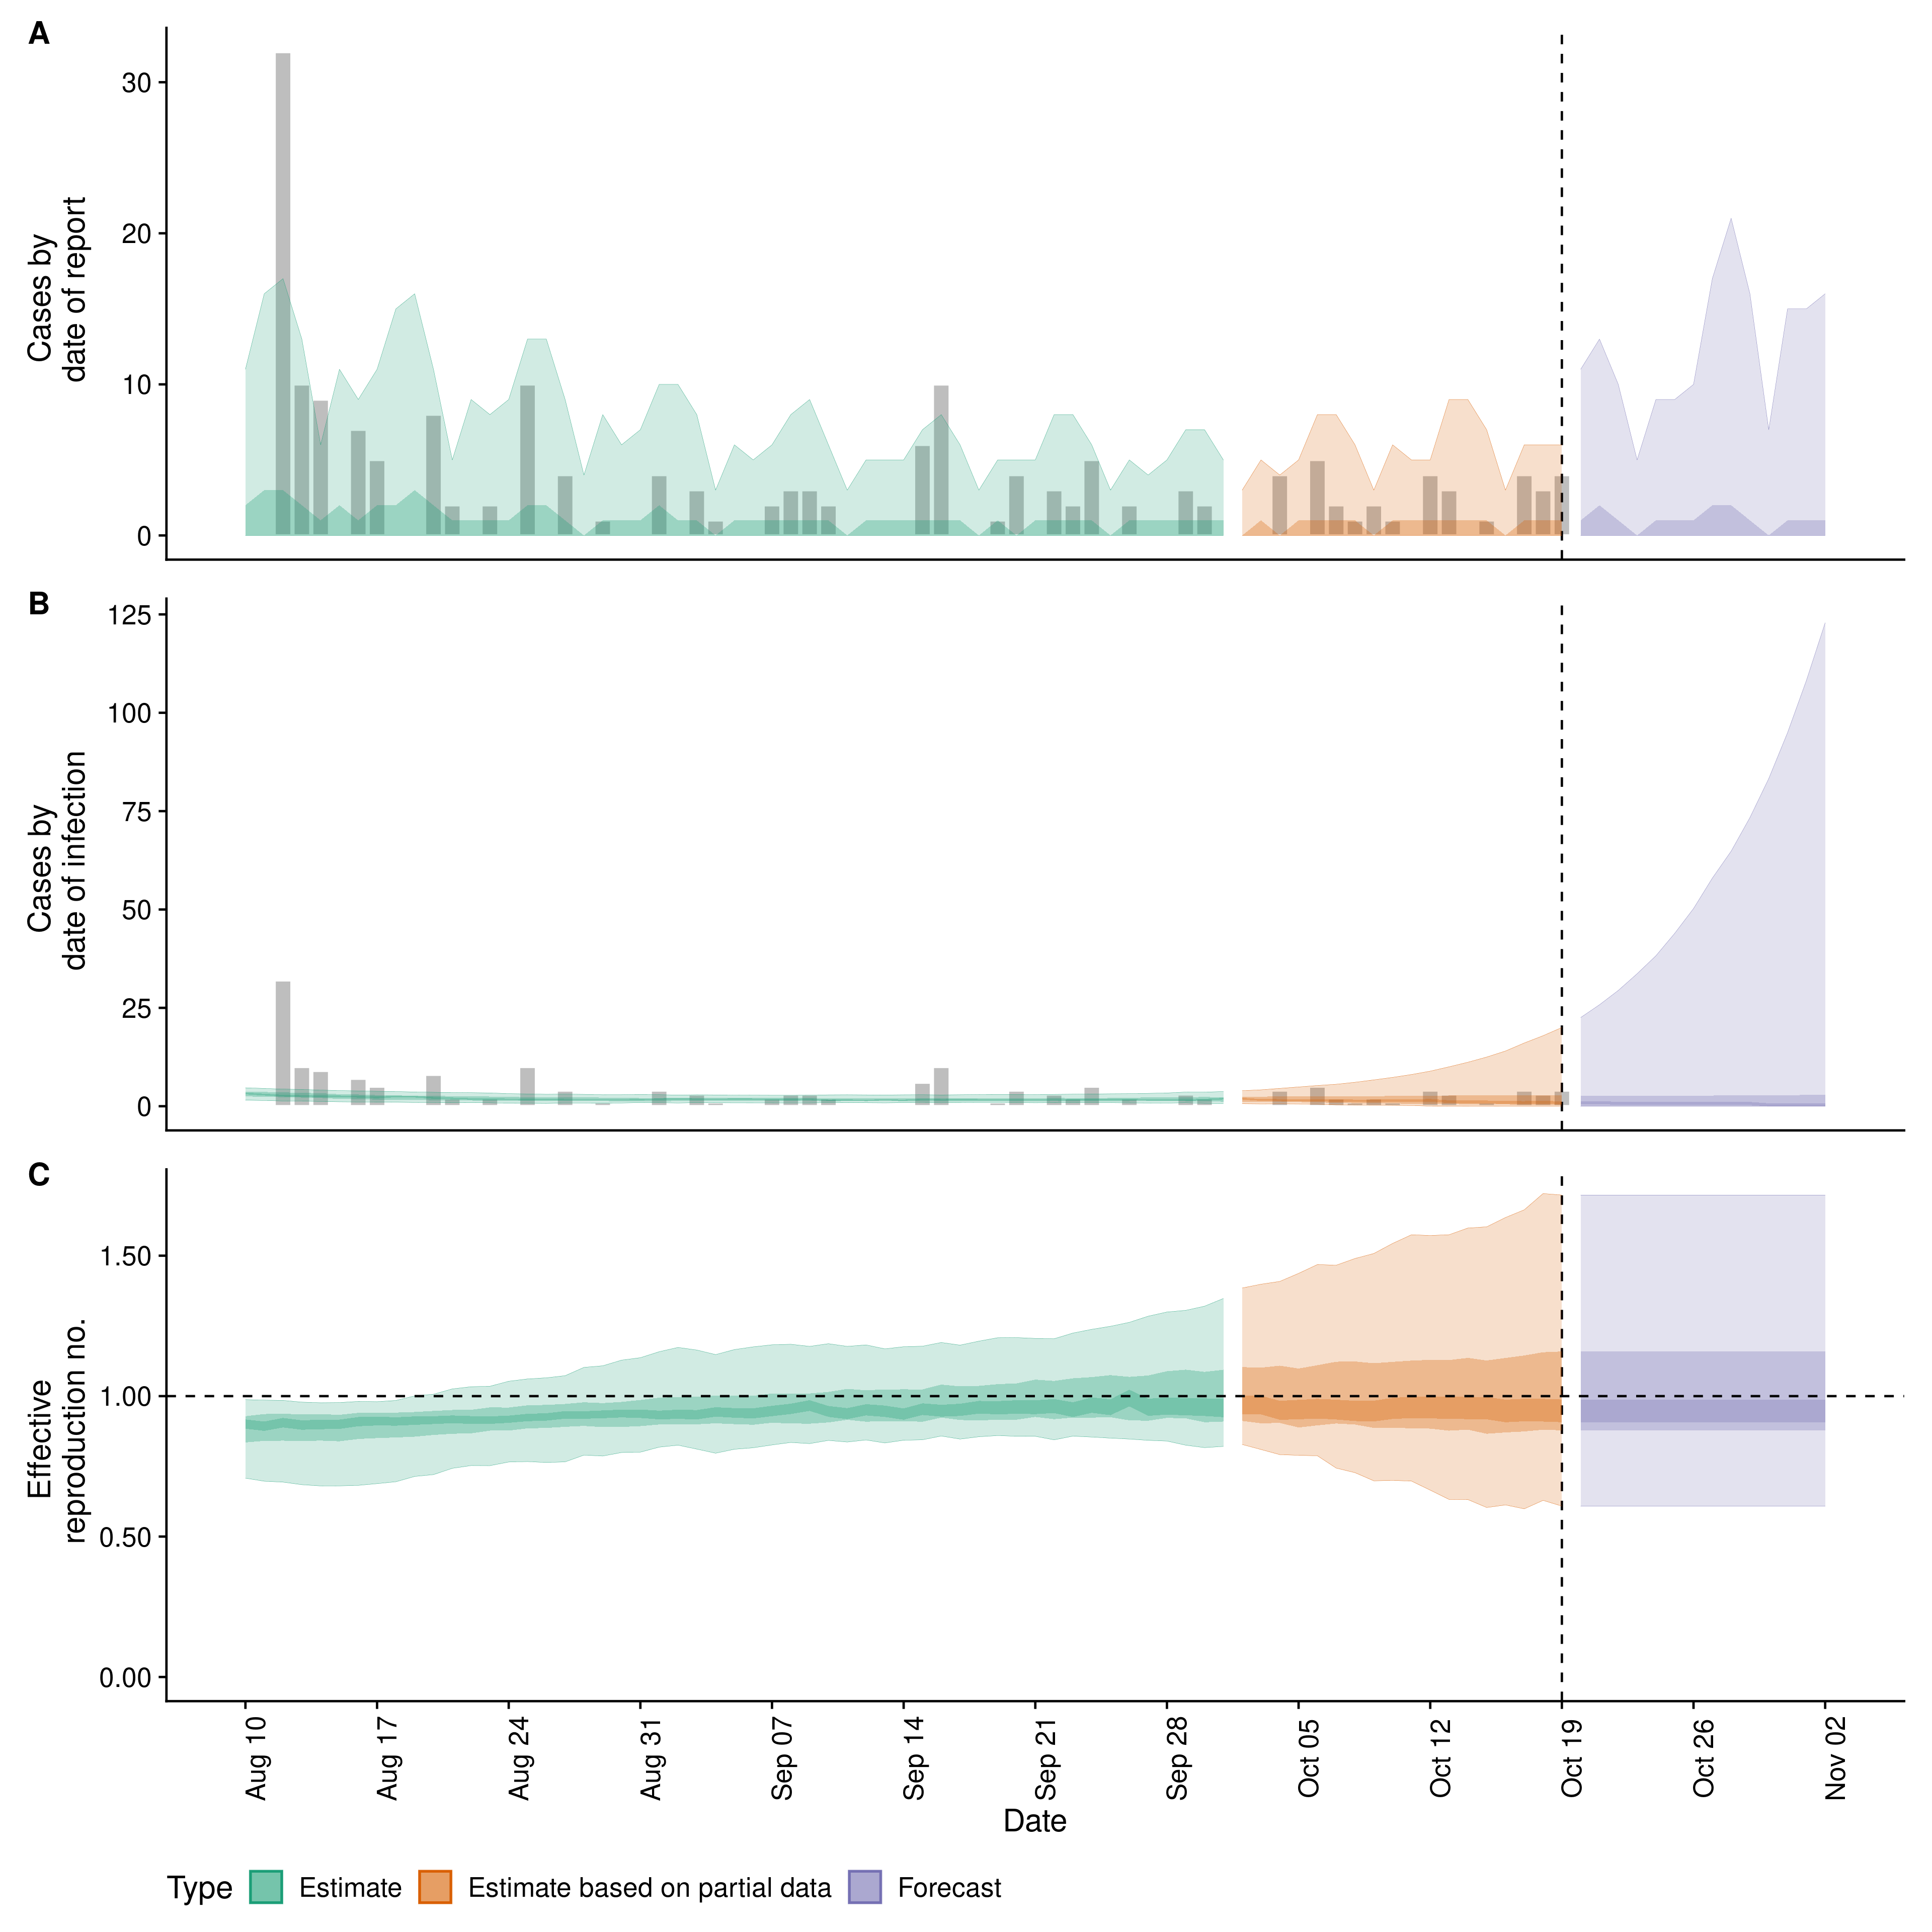 A
Cases by
date of report
30
20
10
0
B
Cases by
date of infection
125
100
75
50
25
0
C
Effective
reproduction no.
1.50
1.00
0.50
0.00
Aug 10
Aug 17
Aug 24
Aug 31
Sep 07
Sep 14
Sep 21
Sep 28
Oct 05
Oct 12
Oct 19
Oct 26
Nov 02
Date
Type Estimate Estimate based on partial data Forecast